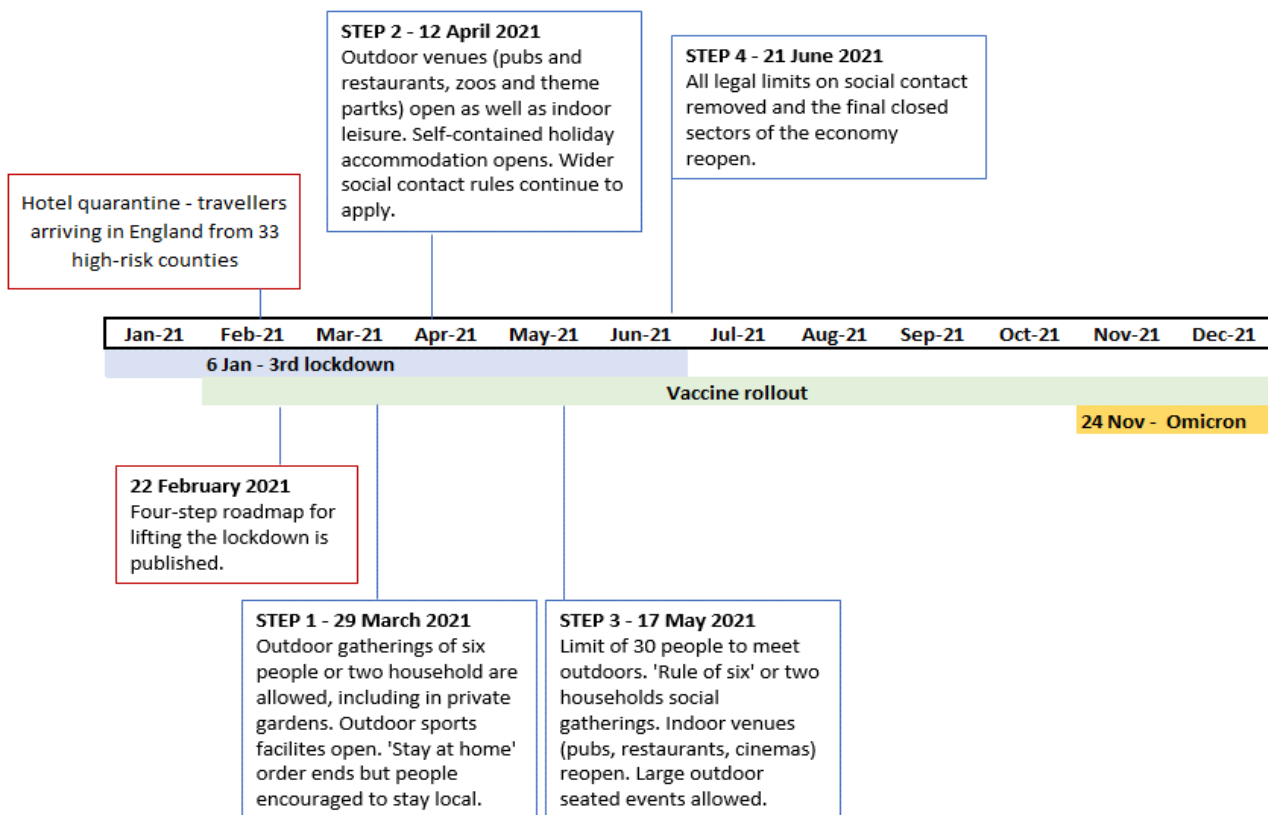 STEP 2 - 12 April 2021
Outdoor venues (pubs and
restaurants, zoos and theme
partks) open as well as indoor
leisure. Self-contained holiday
accommodation opens. Wider
social contact rules continue to
apply.
STEP 4 - 21 June 2021
All legal limits on social contact
removed and the final closed
sectors of the economy
reopen.
Hotel quarantine - travellers
arriving in England from 33
high-risk counties
Jan-21 Feb-21 Mar-21 Apr-21 May-21 Jun-21 Jul-21 Aug-21 Sep-21 Oct-21 Nov-21 Dec-21
6 Jan - 3rd lockdown
Vaccine rollout
24 Nov - Omicron
22 February 2021
Four-step roadmap for
lifting the lockdown is
published.
STEP 1 - 29 March 2021
Outdoor gatherings of six
people or two household are
allowed, including in private
gardens. Outdoor sports
facilites open. 'Stay at home'
order ends but people
encouraged to stay local.
STEP 3 - 17 May 2021
Limit of 30 people to meet
outdoors. 'Rule of six' or two
households social
gatherings. Indoor venues
(pubs, restaurants, cinemas)
reopen. Large outdoor
seated events allowed.